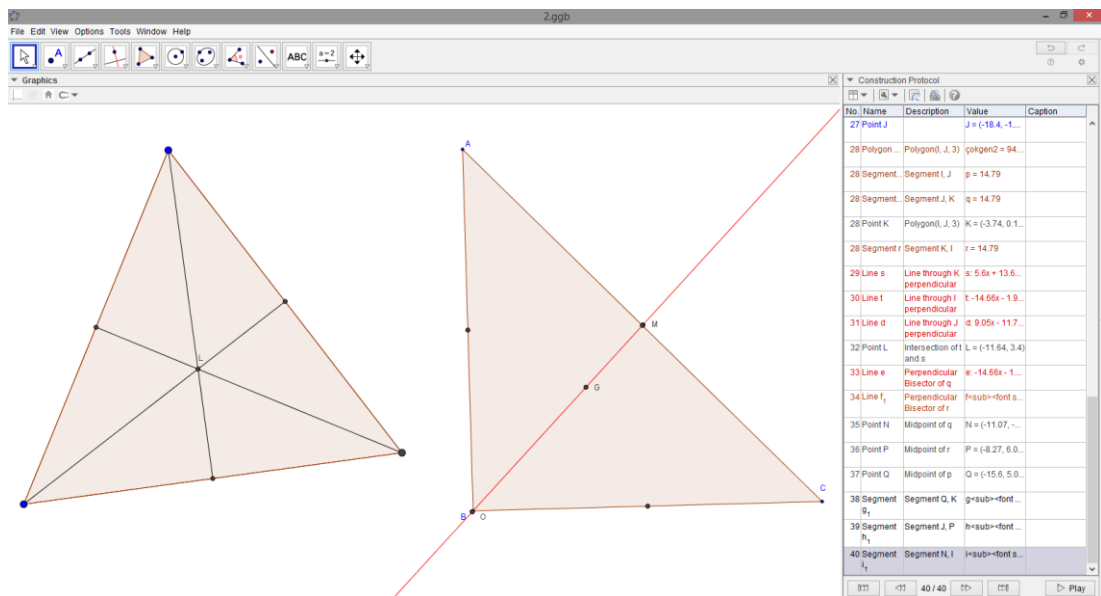 2.ggb
File Edit View Options Tools Window Help
A
ABC
a=2
Graphics
Construction Protocol
A
M
L
G
B O
C
No. Name Description Value Caption
27 Point J J = (-18.4, -1....
28 Polygon ... Polygon(I, J, 3) çokgen2 = 94....
28 Segment... Segment I, J p = 14.79
28 Segment... Segment J, K q = 14.79
28 Point K Polygon(I, J, 3) K = (-3.74, 0.1...
28 Segment r Segment K, I r = 14.79
29 Line s Line through K s: 5.6x + 13.6...
perpendicular
30 Line t Line through I t: -14.66x - 1.9...
perpendicular
31 Line d Line through J d: 9.05x - 11.7...
perpendicular
32 Point L Intersection of t L = (-11.64, 3.4)
and s
33 Line e Perpendicular e: -14.66x - 1...
Bisector of q
34 Line f₁ Perpendicular f<sub><font s...
Bisector of r
35 Point N Midpoint of q N = (-11.07, -...
36 Point P Midpoint of r P = (-8.27, 6.0...
37 Point Q Midpoint of p Q = (-15.6, 5.0...
38 Segment Segment Q, K g<sub><font ...
g₁
39 Segment Segment J, P h<sub><font ...
h₁
40 Segment Segment N, I i<sub><font s...
i₁
40 / 40 Play